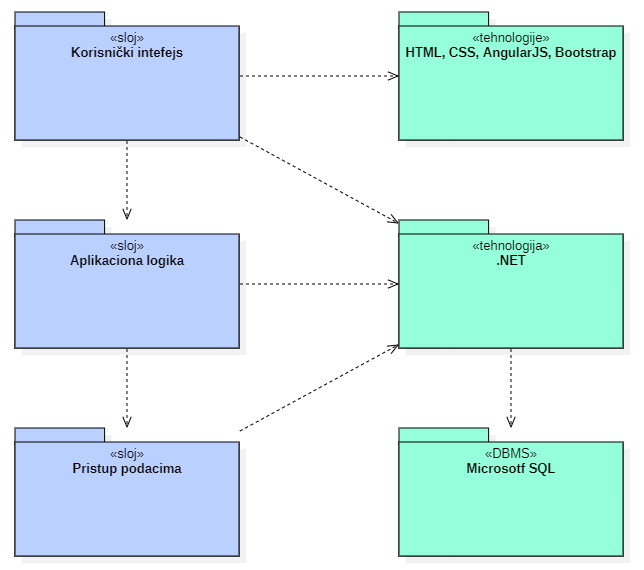 «sloj»
Korisnički intefejs
«tehnologije»
HTML, CSS, AngularJS, Bootstrap
«sloj»
Aplikaciona logika
«tehnologija»
.NET
«sloj»
Pristup podacima
«DBMS»
Microsotf SQL